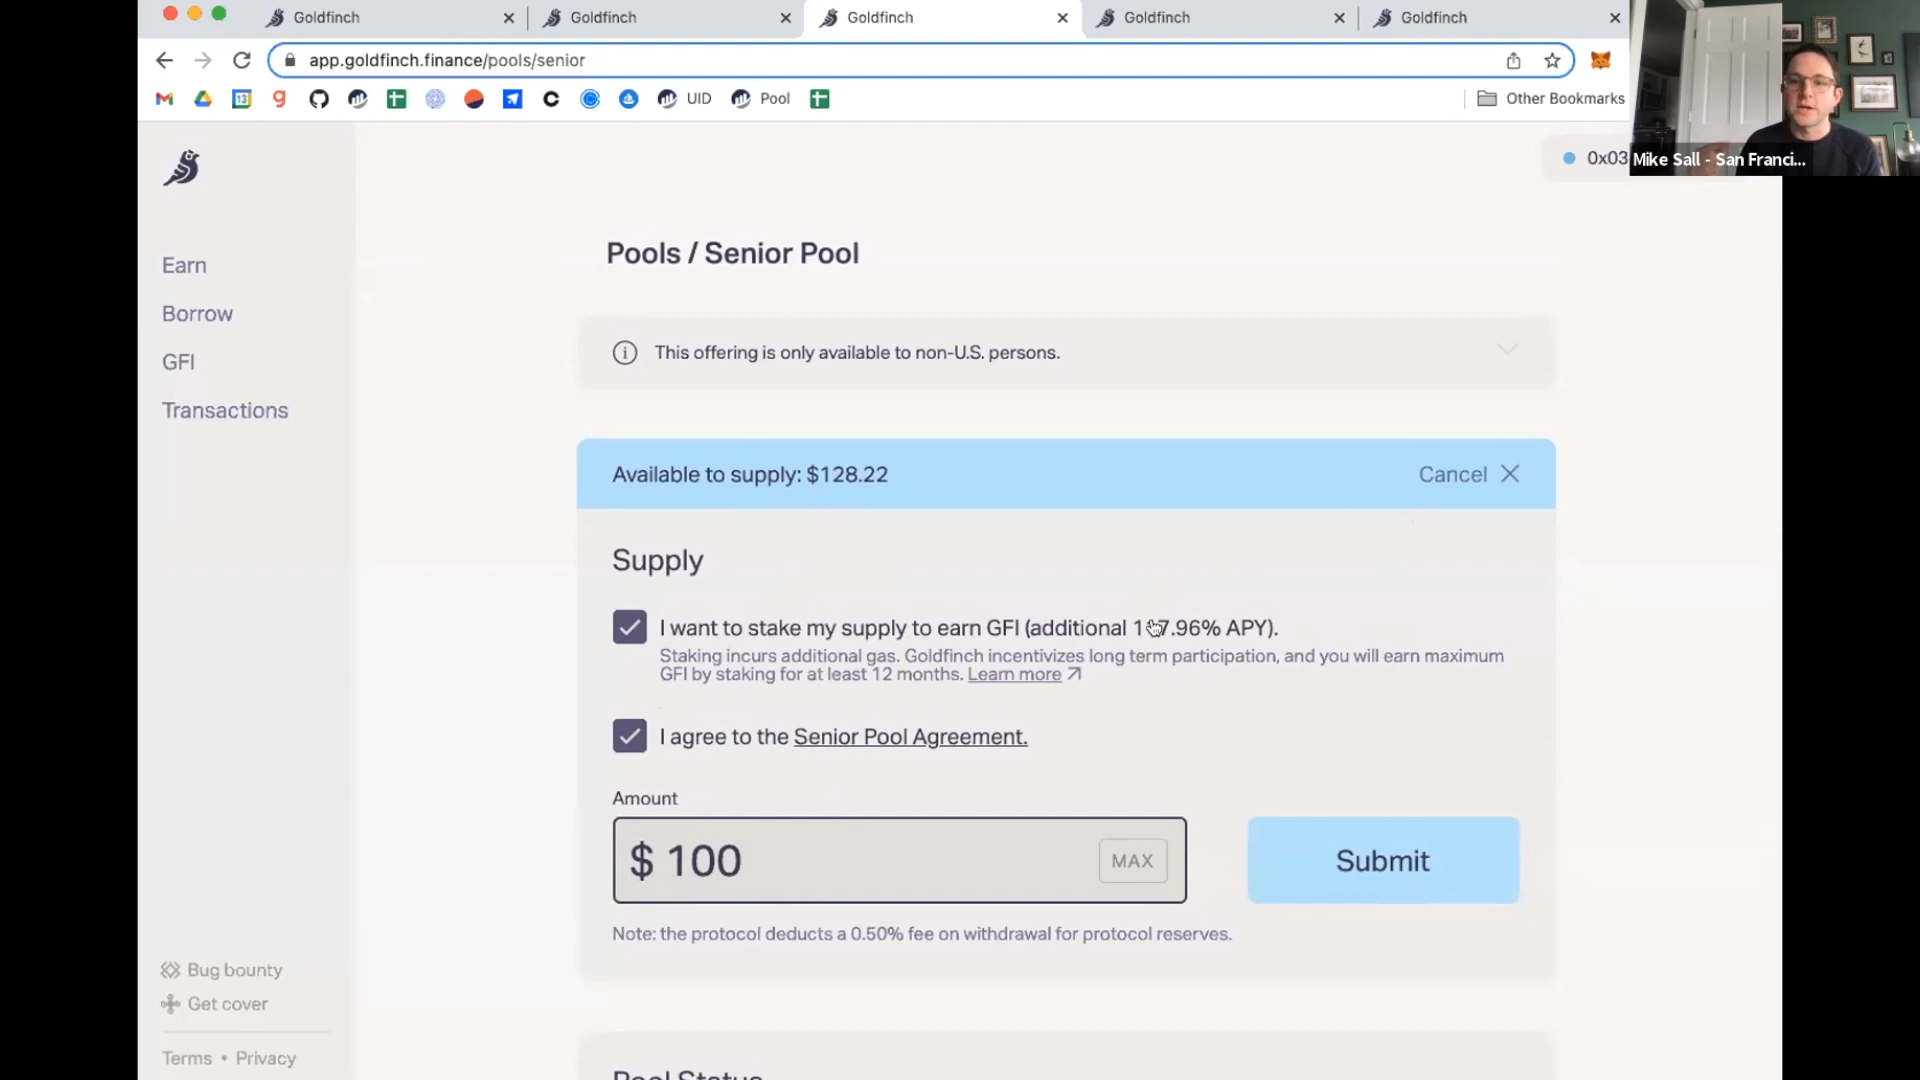 Goldfinch
Goldfinch
Goldfinch
Goldfinch
Goldfinch
app.goldfinch.finance/pools/senior
UID
Pool
Other Bookmarks
0x03
Mike Sall - San Franci...
Earn
Borrow
GFI
Transactions
Pools / Senior Pool
This offering is only available to non-U.S. persons.
Available to supply: $128.22
Cancel
Supply
I want to stake my supply to earn GFI (additional APY).
Staking incurs additional gas. Goldfinch incentivizes long term participation, and you will earn maximum
GFI by staking for at least 12 months. Learn more
I agree to the Senior Pool Agreement.
Amount
$ 100
MAX
Submit
Note: the protocol deducts a 0.50% fee on withdrawal for protocol reserves.
Bug bounty
Get cover
Terms • Privacy